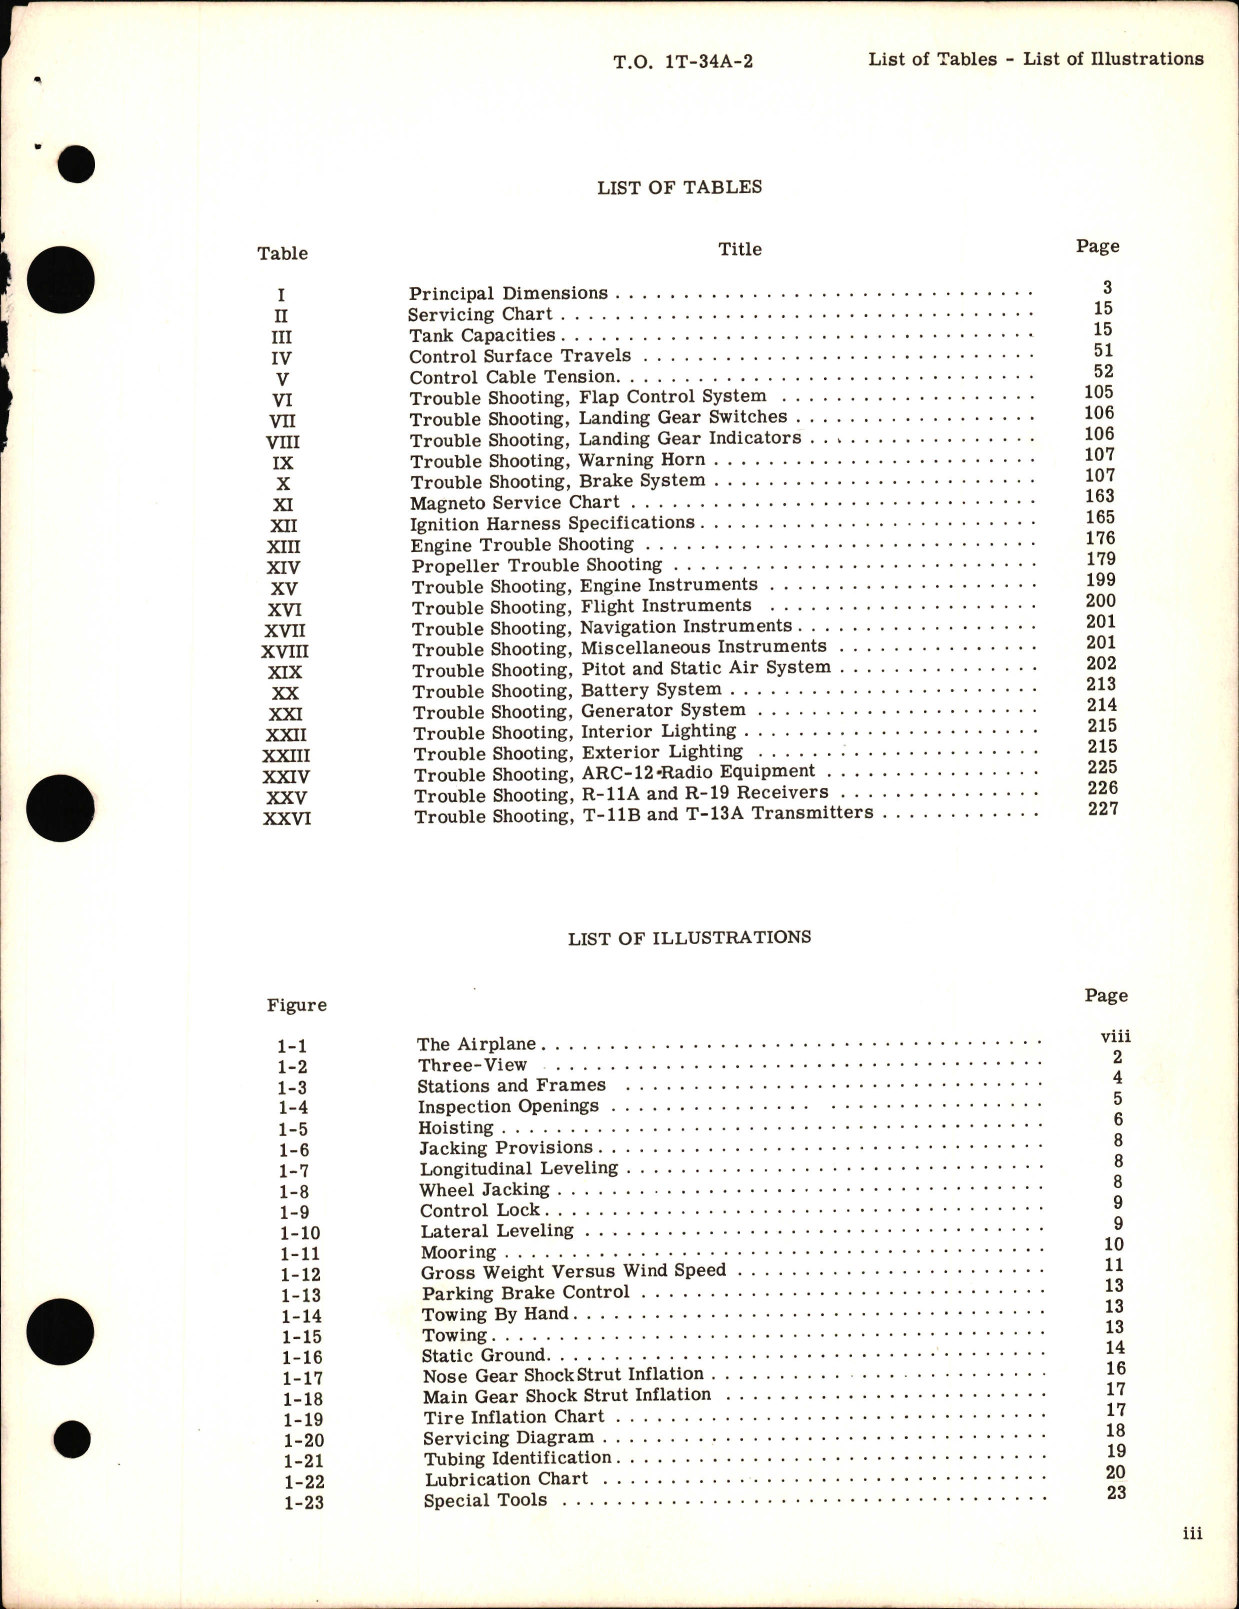 T.O. 1T-34A-2 List of Tables - List of Illustrations
LIST OF TABLES
Table Title Page
I Principal Dimensions . . . . . . . . . . 3
II Servicing Chart . . . . . . . . . . 15
III Tank Capacities . . . . . . . . . . 15
IV Control Surface Travels . . . . . . . . . . 51
V Control Cable Tension . . . . . . . . . . 52
VI Trouble Shooting, Flap Control System . . . . . . . . . . 105
VII Trouble Shooting, Landing Gear Switches . . . . . . . . . . 106
VIII Trouble Shooting, Landing Gear Indicators . . . . . . . . . . 106
IX Trouble Shooting, Warning Horn . . . . . . . . . . 107
X Trouble Shooting, Brake System . . . . . . . . . . 107
XI Magneto Service Chart . . . . . . . . . . 163
XII Ignition Harness Specifications . . . . . . . . . . 165
XIII Engine Trouble Shooting . . . . . . . . . . 176
XIV Propeller Trouble Shooting . . . . . . . . . . 179
XV Trouble Shooting, Engine Instruments . . . . . . . . . . 199
XVI Trouble Shooting, Flight Instruments . . . . . . . . . . 200
XVII Trouble Shooting, Navigation Instruments . . . . . . . . . . 201
XVIII Trouble Shooting, Miscellaneous Instruments . . . . . . . . . . 201
XIX Trouble Shooting, Pitot and Static Air System . . . . . . . . . . 202
XX Trouble Shooting, Battery System . . . . . . . . . . 213
XXI Trouble Shooting, Generator System . . . . . . . . . . 214
XXII Trouble Shooting, Interior Lighting . . . . . . . . . . 215
XXIII Trouble Shooting, Exterior Lighting . . . . . . . . . . 215
XXIV Trouble Shooting, ARC-12 Radio Equipment . . . . . . . . . . 225
XXV Trouble Shooting, R-11A and R-19 Receivers . . . . . . . . . . 226
XXVI Trouble Shooting, T-11B and T-13A Transmitters . . . . . . . . . . 227
LIST OF ILLUSTRATIONS
Figure Page
1-1 The Airplane . . . . . . . . . . viii
1-2 Three-View . . . . . . . . . . 2
1-3 Stations and Frames . . . . . . . . . . 4
1-4 Inspection Openings . . . . . . . . . . 5
1-5 Hoisting . . . . . . . . . . 6
1-6 Jacking Provisions . . . . . . . . . . 8
1-7 Longitudinal Leveling . . . . . . . . . . 8
1-8 Wheel Jacking . . . . . . . . . . 8
1-9 Control Lock . . . . . . . . . . 9
1-10 Lateral Leveling . . . . . . . . . . 9
1-11 Mooring . . . . . . . . . . 10
1-12 Gross Weight Versus Wind Speed . . . . . . . . . . 11
1-13 Parking Brake Control . . . . . . . . . . 13
1-14 Towing By Hand . . . . . . . . . . 13
1-15 Towing . . . . . . . . . . 13
1-16 Static Ground . . . . . . . . . . 14
1-17 Nose Gear Shock Strut Inflation . . . . . . . . . . 16
1-18 Main Gear Shock Strut Inflation . . . . . . . . . . 17
1-19 Tire Inflation Chart . . . . . . . . . . 17
1-20 Servicing Diagram . . . . . . . . . . 18
1-21 Tubing Identification . . . . . . . . . . 19
1-22 Lubrication Chart . . . . . . . . . . 20
1-23 Special Tools . . . . . . . . . . 23
iii